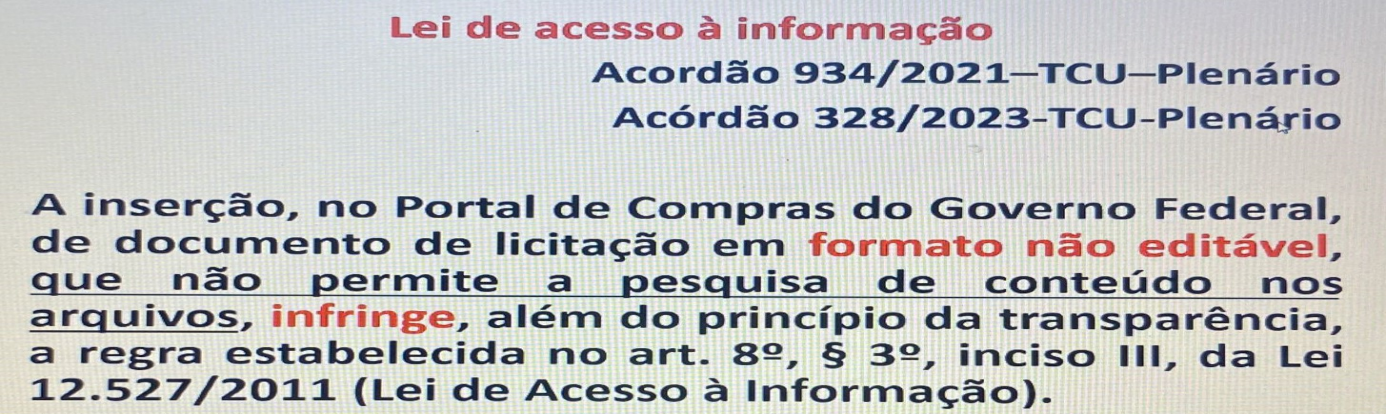 Lei de acesso à informação
Acordão 934/2021–TCU–Plenário
Acórdão 328/2023-TCU-Plenário
A inserção, no Portal de Compras do Governo Federal,
de documento de licitação em formato não editável,
que não permite a pesquisa de conteúdo nos
arquivos, infringe, além do princípio da transparência,
a regra estabelecida no art. 8º, § 3º, inciso III, da Lei
12.527/2011 (Lei de Acesso à Informação).